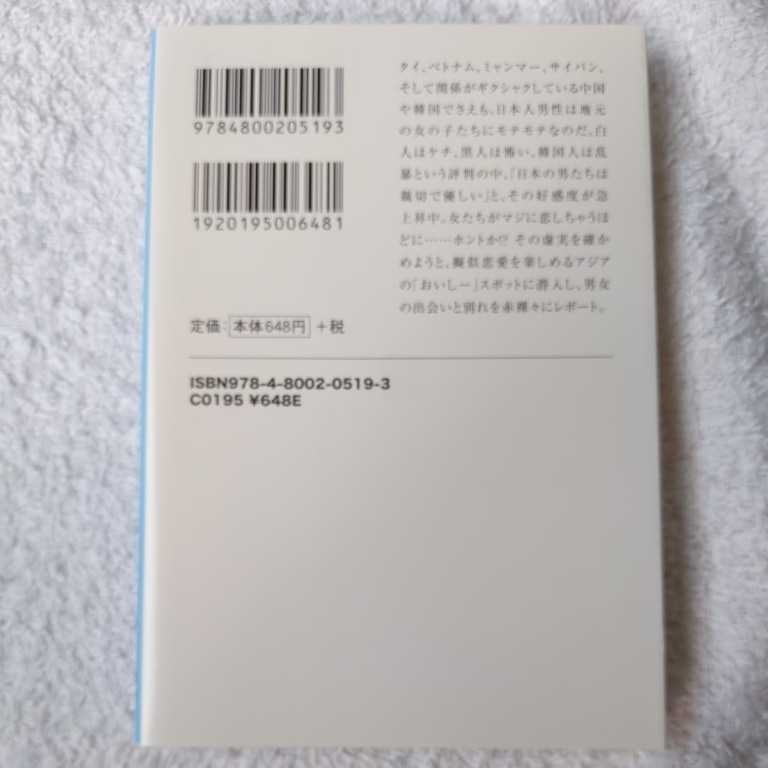 9784800205193
1920195006481
定価:本体648円+税
ISBN978-4-8002-0519-3
C0195 ¥648E
タイ、ベトナム、ミャンマー、サイパン、
そして関係がギクシャクしている中国
や韓国でさえも、日本人男性は地元
の女の子たちにモテモテなのだ。白
人はケチ、黒人は怖い、韓国人は乱
暴という評判の中、「日本の男たちは
親切で優しい」と、その好感度が急
上昇中。女たちがマジに恋しちゃうほ
どに……ホントか!? その虚実を確か
めようと、擬似恋愛を楽しめるアジア
の「おいしー」スポットに潜入し、男女
の出会いと別れを赤裸々にレポート。